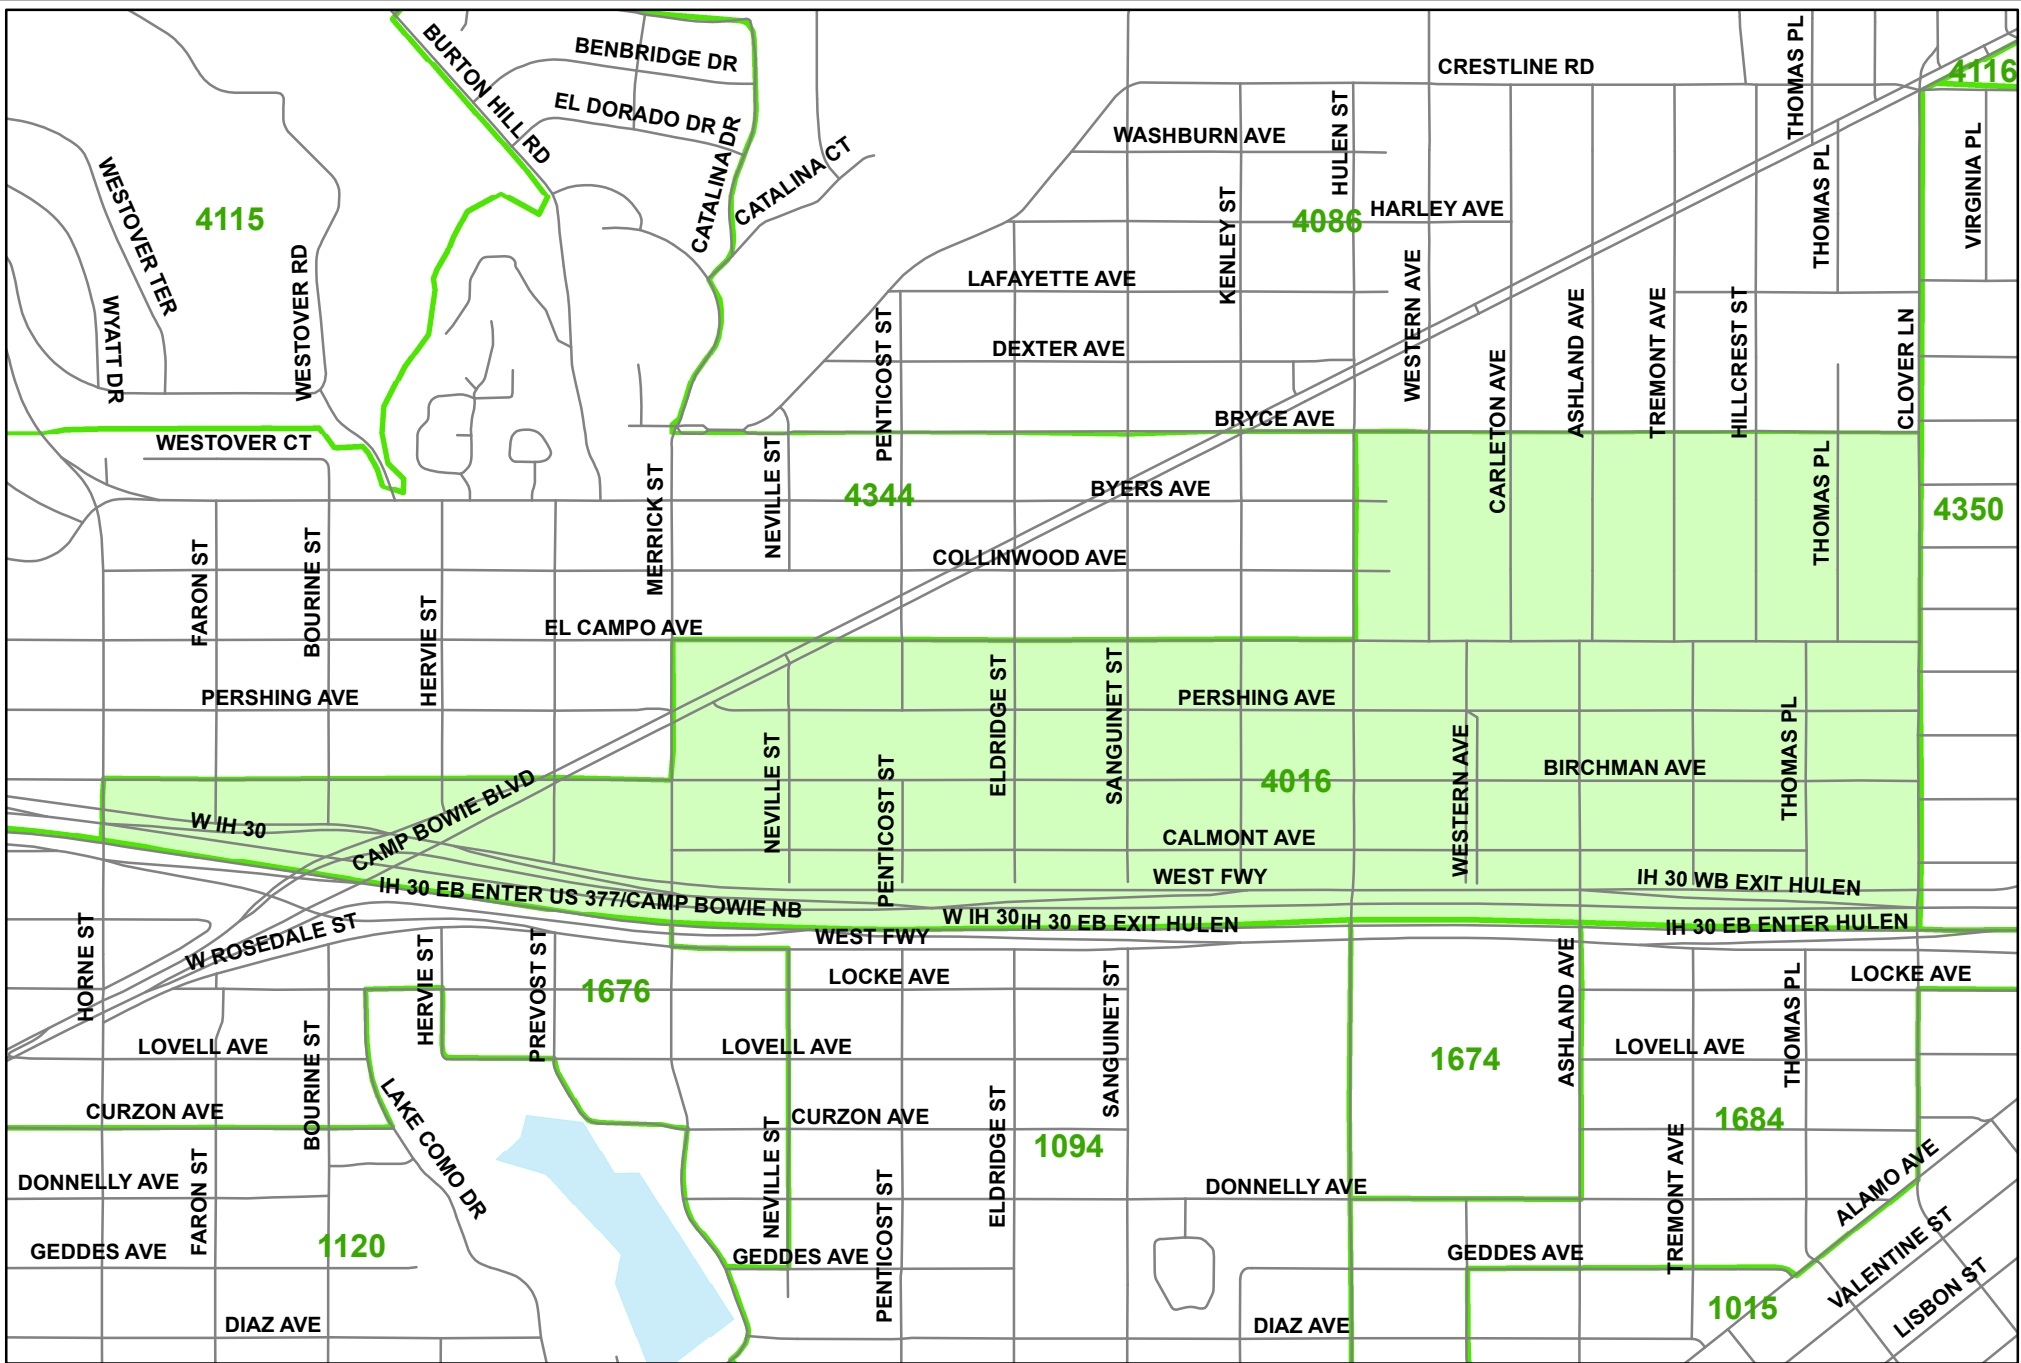 BURTON HILL RD
BENBRIDGE DR
EL DORADO DR
CATALINA DR
CATALINA CT
CRESTLINE RD
THOMAS PL
4116
WASHBURN AVE
HULEN ST
VIRGINIA PL
WESTOVER TER
4115
WESTOVER RD
WYATT DR
HARLEY AVE
4086
KENLEY ST
THOMAS PL
LAFAYETTE AVE
WESTERN AVE
PENTICOST ST
DEXTER AVE
ASHLAND AVE
TREMONT AVE
HILLCREST ST
CLOVER LN
CARLETON AVE
BRYCE AVE
WESTOVER CT
NEVILLE ST
MERRICK ST
4344
BYERS AVE
THOMAS PL
4350
COLLINWOOD AVE
FARON ST
BOURINE ST
HERVIE ST
EL CAMPO AVE
PERSHING AVE
ELDRIDGE ST
SANGUINET ST
PERSHING AVE
THOMAS PL
NEVILLE ST
PENTICOST ST
4016
WESTERN AVE
BIRCHMAN AVE
W IH 30
CAMP BOWIE BLVD
CALMONT AVE
WEST FWY
IH 30 WB EXIT HULEN
IH 30 EB ENTER US 377/CAMP BOWIE NB
W IH 30
IH 30 EB EXIT HULEN
IH 30 EB ENTER HULEN
WEST FWY
HORNE ST
W ROSEDALE ST
HERVIE ST
PREVOST ST
1676
LOCKE AVE
SANGUINET ST
ASHLAND AVE
THOMAS PL
LOCKE AVE
LOVELL AVE
BOURINE ST
LOVELL AVE
1674
LOVELL AVE
CURZON AVE
LAKE COMO DR
NEVILLE ST
CURZON AVE
ELDRIDGE ST
1094
1684
TREMONT AVE
DONNELLY AVE
FARON ST
PENTICOST ST
DONNELLY AVE
ALAMO AVE
GEDDES AVE
1120
GEDDES AVE
GEDDES AVE
VALENTINE ST
LISBON ST
1015
DIAZ AVE
DIAZ AVE